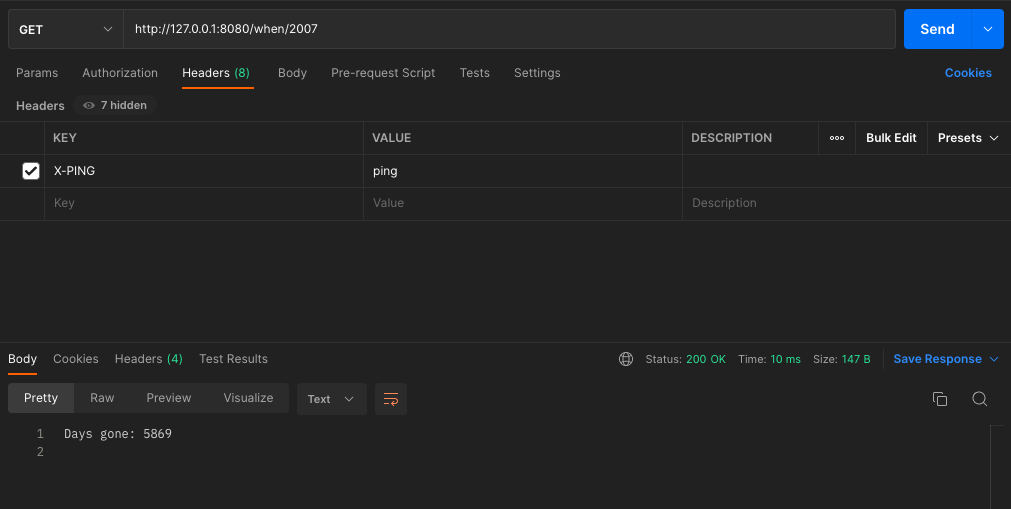 GET http://127.0.0.1:8080/when/2007 Send
Params Authorization Headers (8) Body Pre-request Script Tests Settings Cookies
Headers 7 hidden
KEY VALUE DESCRIPTION ooo Bulk Edit Presets
X-PING ping
Key Value Description
Body Cookies Headers (4) Test Results Status: 200 OK Time: 10 ms Size: 147 B Save Response
Pretty Raw Preview Visualize Text
1 Days gone: 5869
2